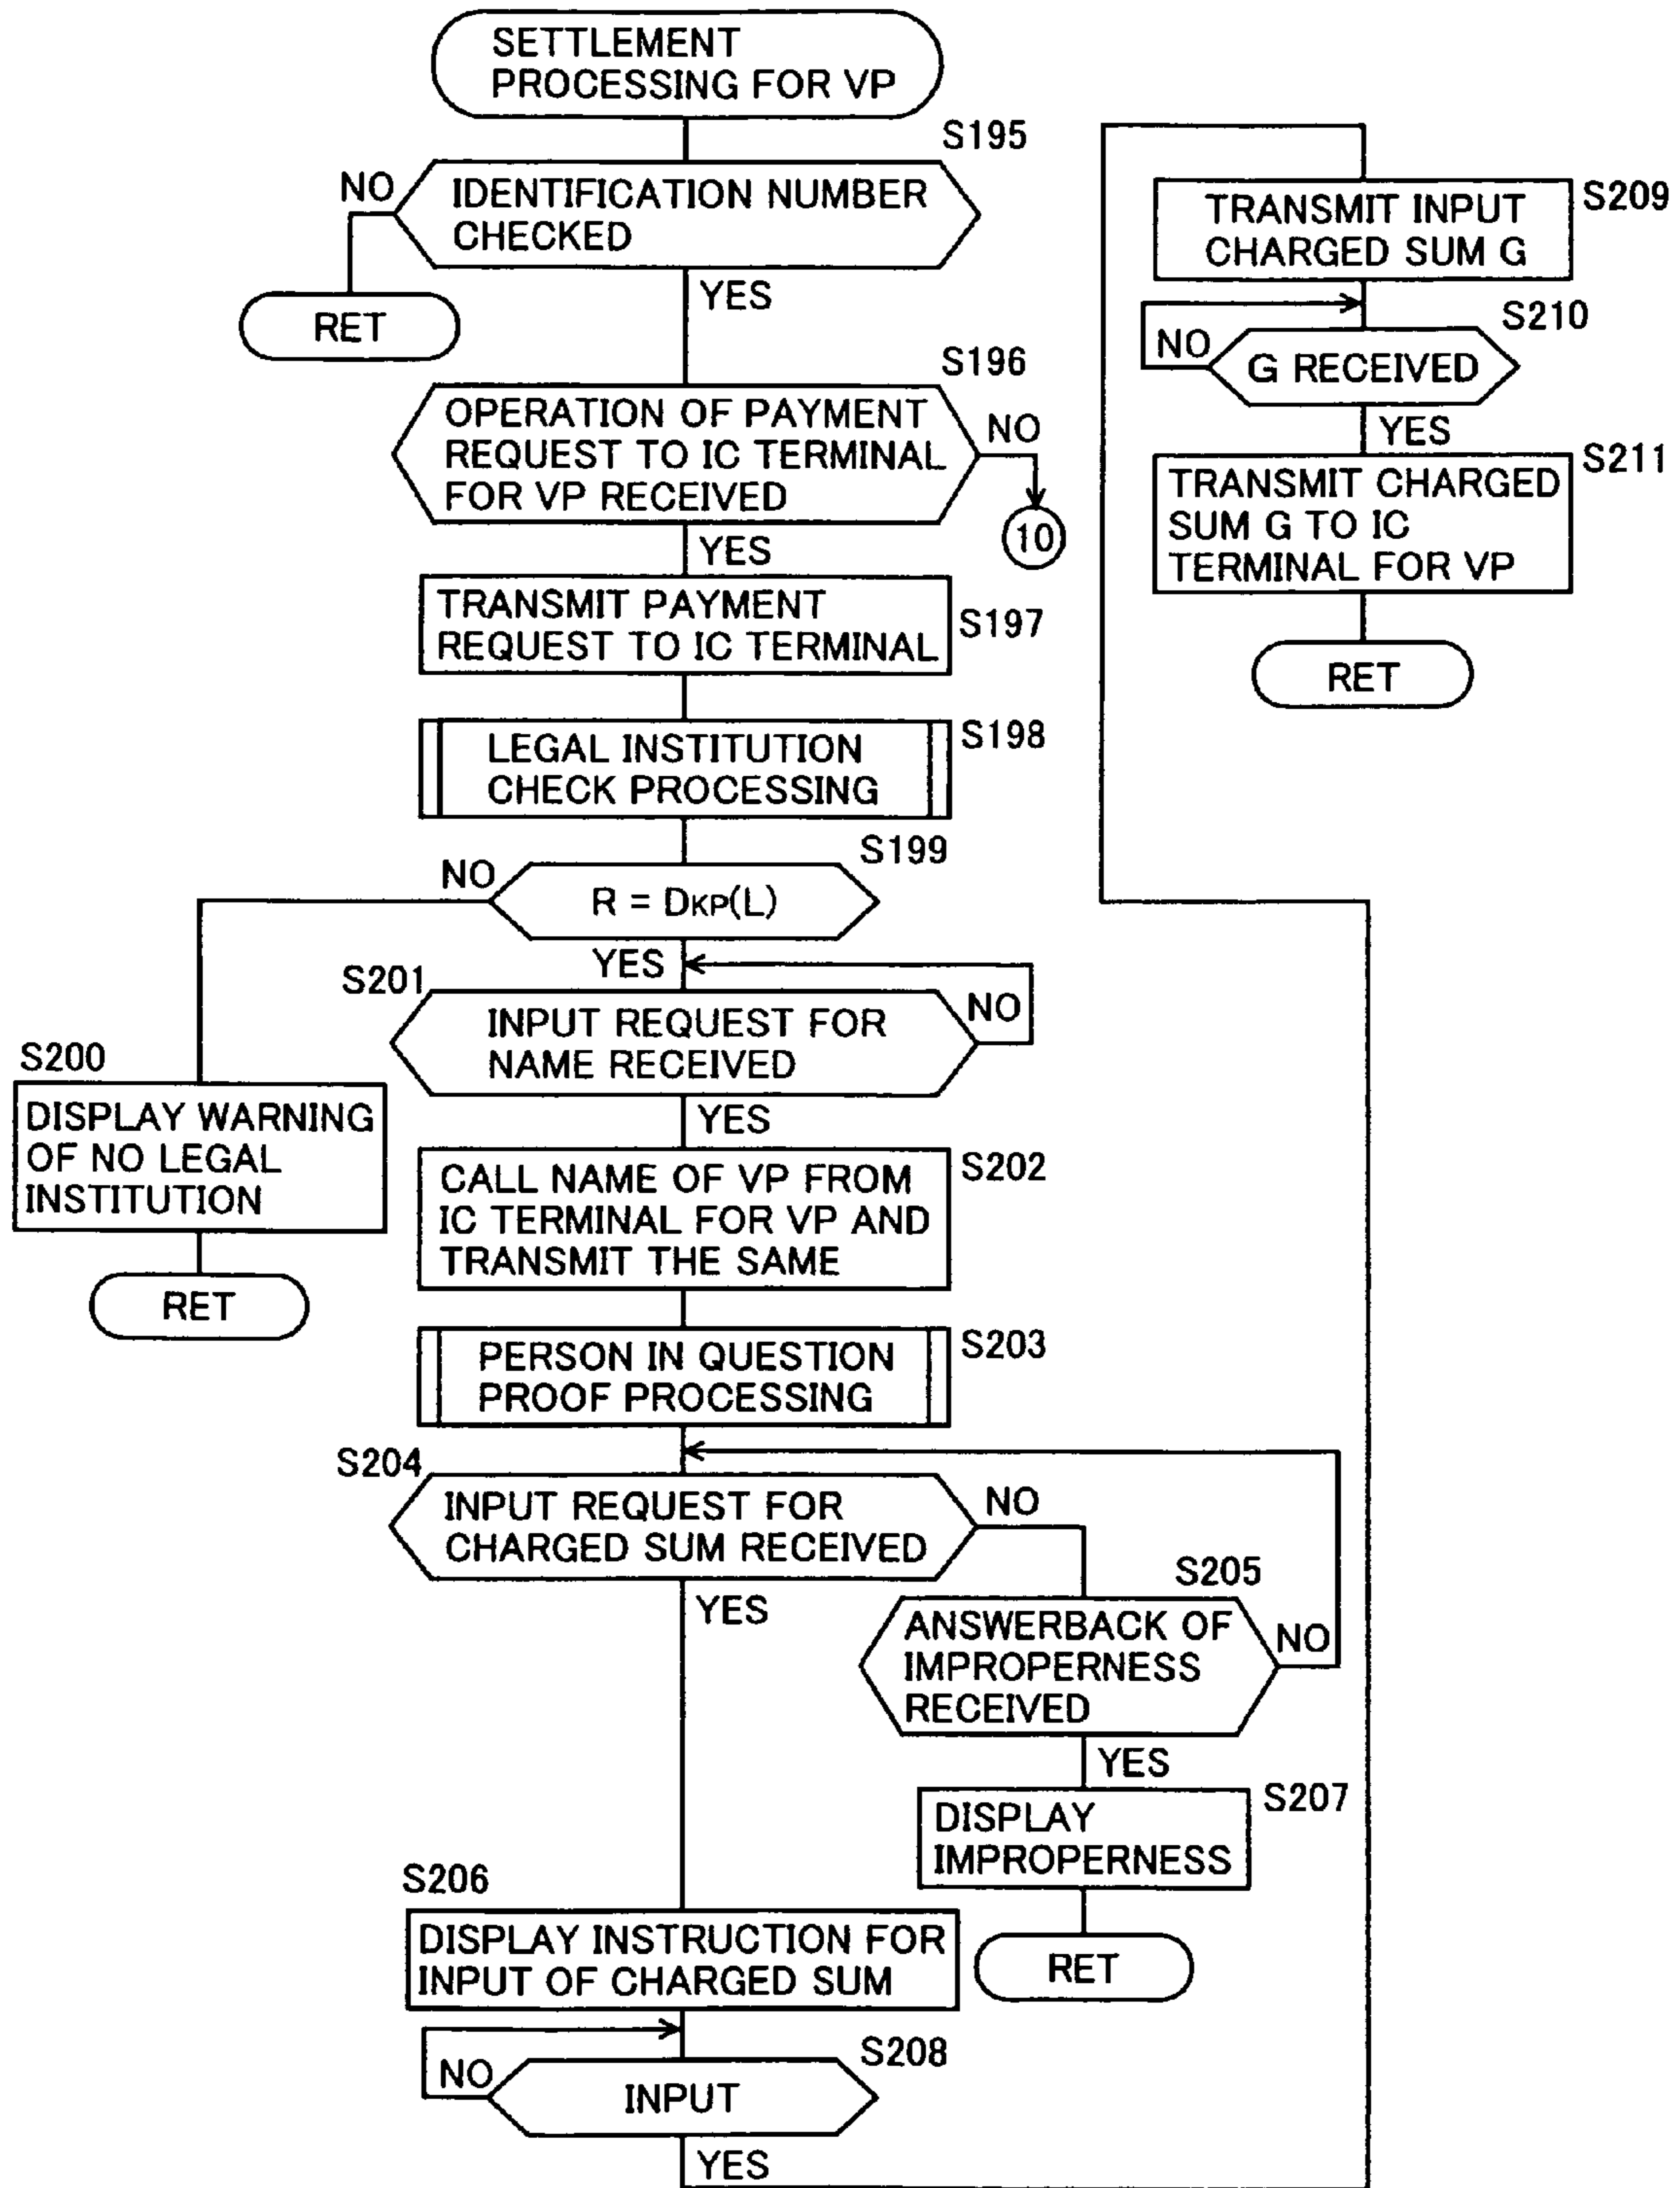 SETTLEMENT
PROCESSING FOR VP
S195
NO
IDENTIFICATION NUMBER
CHECKED
YES
RET
S196
OPERATION OF PAYMENT
REQUEST TO IC TERMINAL
FOR VP RECEIVED
NO
10
YES
TRANSMIT PAYMENT
REQUEST TO IC TERMINAL
S197
LEGAL INSTITUTION
CHECK PROCESSING
S198
S199
NO
R = DKP(L)
YES
S201
INPUT REQUEST FOR
NAME RECEIVED
NO
S200
DISPLAY WARNING
OF NO LEGAL
INSTITUTION
RET
YES
CALL NAME OF VP FROM
IC TERMINAL FOR VP AND
TRANSMIT THE SAME
S202
PERSON IN QUESTION
PROOF PROCESSING
S203
S204
INPUT REQUEST FOR
CHARGED SUM RECEIVED
NO
YES
S205
ANSWERBACK OF
IMPROPERNESS
RECEIVED
NO
YES
S207
DISPLAY
IMPROPERNESS
RET
S206
DISPLAY INSTRUCTION FOR
INPUT OF CHARGED SUM
S208
NO
INPUT
YES
TRANSMIT INPUT
CHARGED SUM G
S209
S210
NO
G RECEIVED
YES
S211
TRANSMIT CHARGED
SUM G TO IC
TERMINAL FOR VP
RET